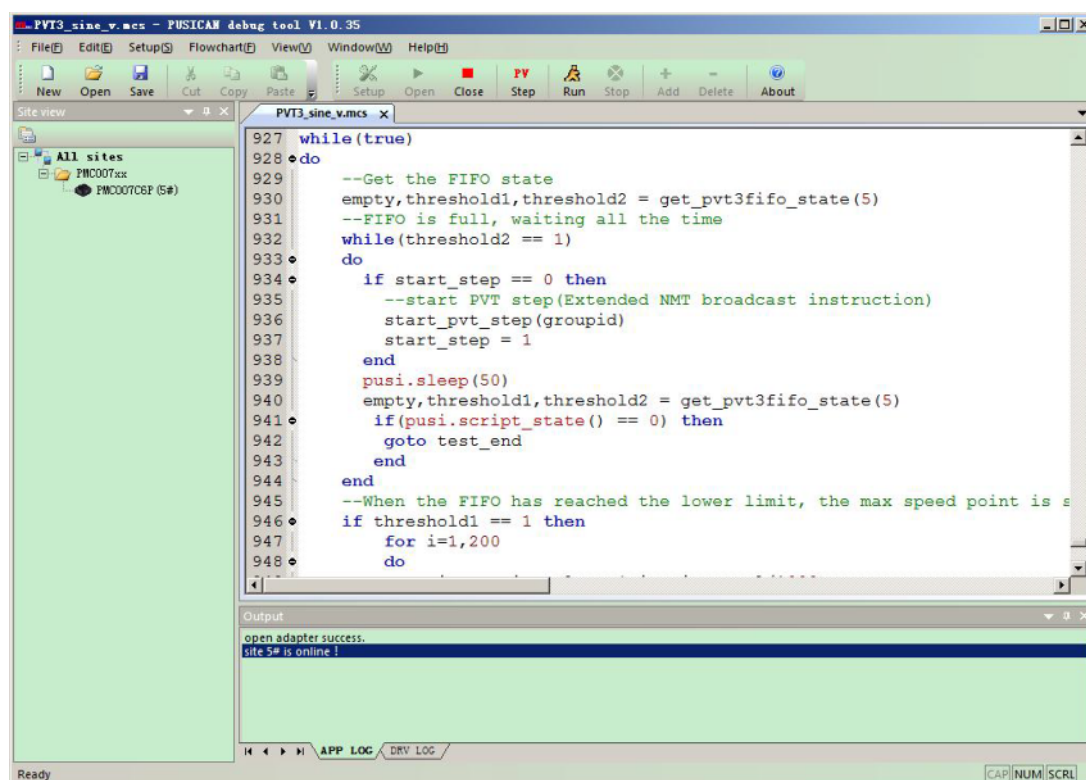 PVT3_sine_v.mcs - PUSICAN debug tool V1.0.35
File(F) Edit(E) Setup(S) Flowchart(F) View(V) Window(W) Help(H)
New Open Save Cut Copy Paste Setup Open Close Step Run Stop Add Delete About
PV
Site view
All sites
PMC007xx
PMC007C6P (5#)
PVT3_sine_v.mcs
927 while(true)
928 do
929 --Get the FIFO state
930 empty,threshold1,threshold2 = get_pvt3fifo_state(5)
931 --FIFO is full, waiting all the time
932 while(threshold2 == 1)
933 do
934 if start_step == 0 then
935 --start PVT step(Extended NMT broadcast instruction)
936 start_pvt_step(groupid)
937 start_step = 1
938 end
939 pusi.sleep(50)
940 empty,threshold1,threshold2 = get_pvt3fifo_state(5)
941 if(pusi.script_state() == 0) then
942 goto test_end
943 end
944 end
945 --When the FIFO has reached the lower limit, the max speed point is s
946 if threshold1 == 1 then
947 for i=1,200
948 do
Output
open adapter success.
site 5# is online !
APP LOG DRV LOG
Ready
CAP NUM SCRL